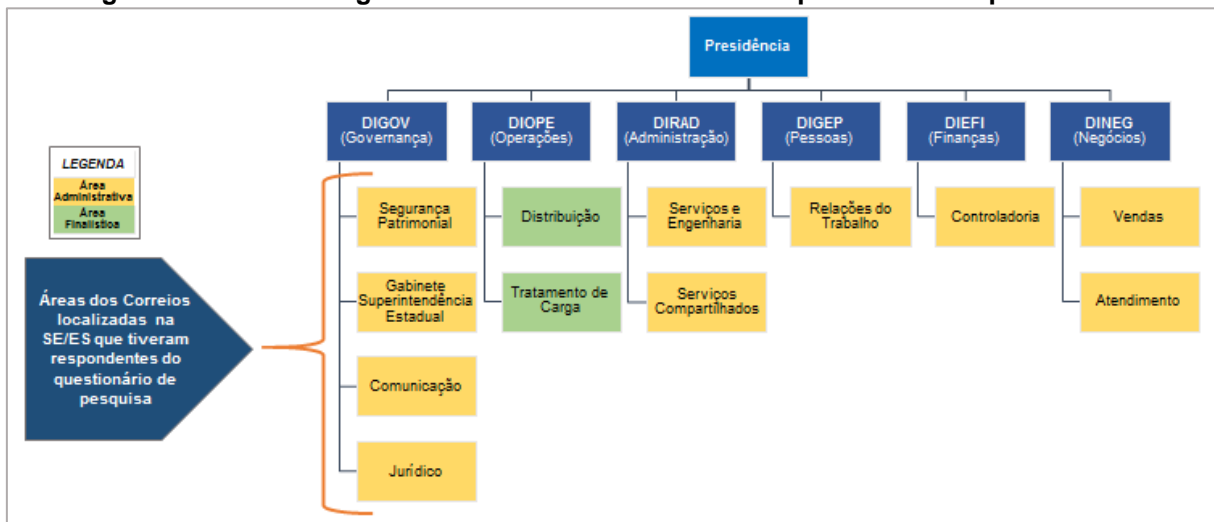 Presidência
DIGOV
(Governança)
DIOPE
(Operações)
DIRAD
(Administração)
DIGEP
(Pessoas)
DIEFI
(Finanças)
DINEG
(Negócios)
LEGENDA
Área
Administrativa
Área
Finalística
Segurança
Patrimonial
Distribuição
Serviços e
Engenharia
Relações do
Trabalho
Controladoria
Vendas
Áreas dos Correios
localizadas na
SE/ES que tiveram
respondentes do
questionário de
pesquisa
Gabinete
Superintendência
Estadual
Tratamento de
Carga
Serviços
Compartilhados
Atendimento
Comunicação
Jurídico